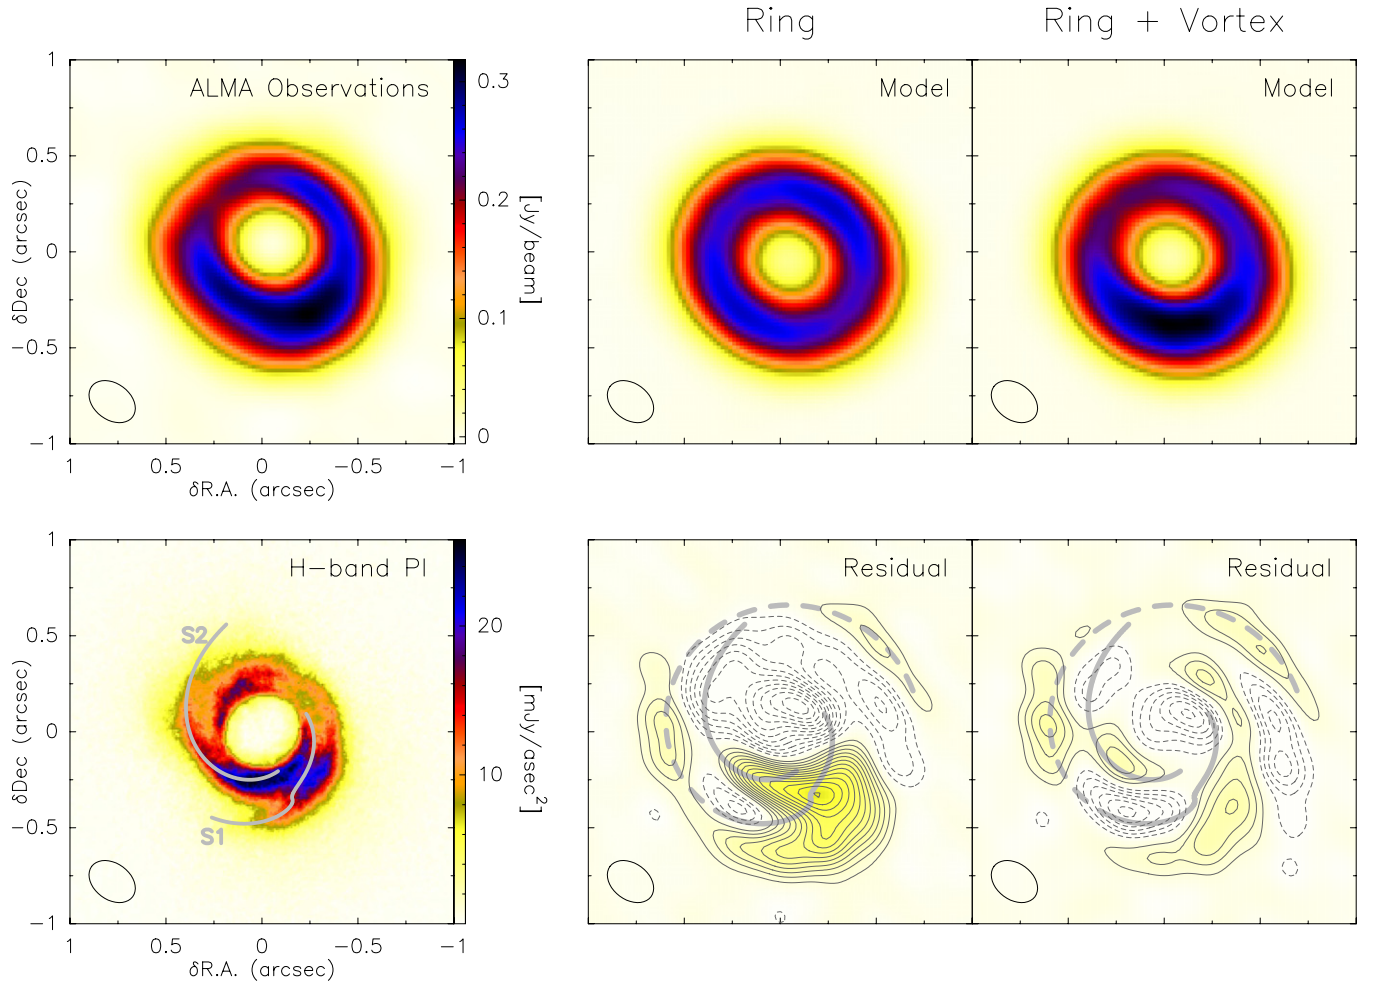 Ring
Ring + Vortex
ALMA Observations
Model
Model
1
0.5
0
−0.5
−1
δDec (arcsec)
1
0.5
0
−0.5
−1
δR.A. (arcsec)
0.3
0.2
0.1
0
[Jy/beam]
H−band PI
Residual
Residual
S2
S1
1
0.5
0
−0.5
−1
δDec (arcsec)
1
0.5
0
−0.5
−1
δR.A. (arcsec)
20
10
[mJy/asec²]